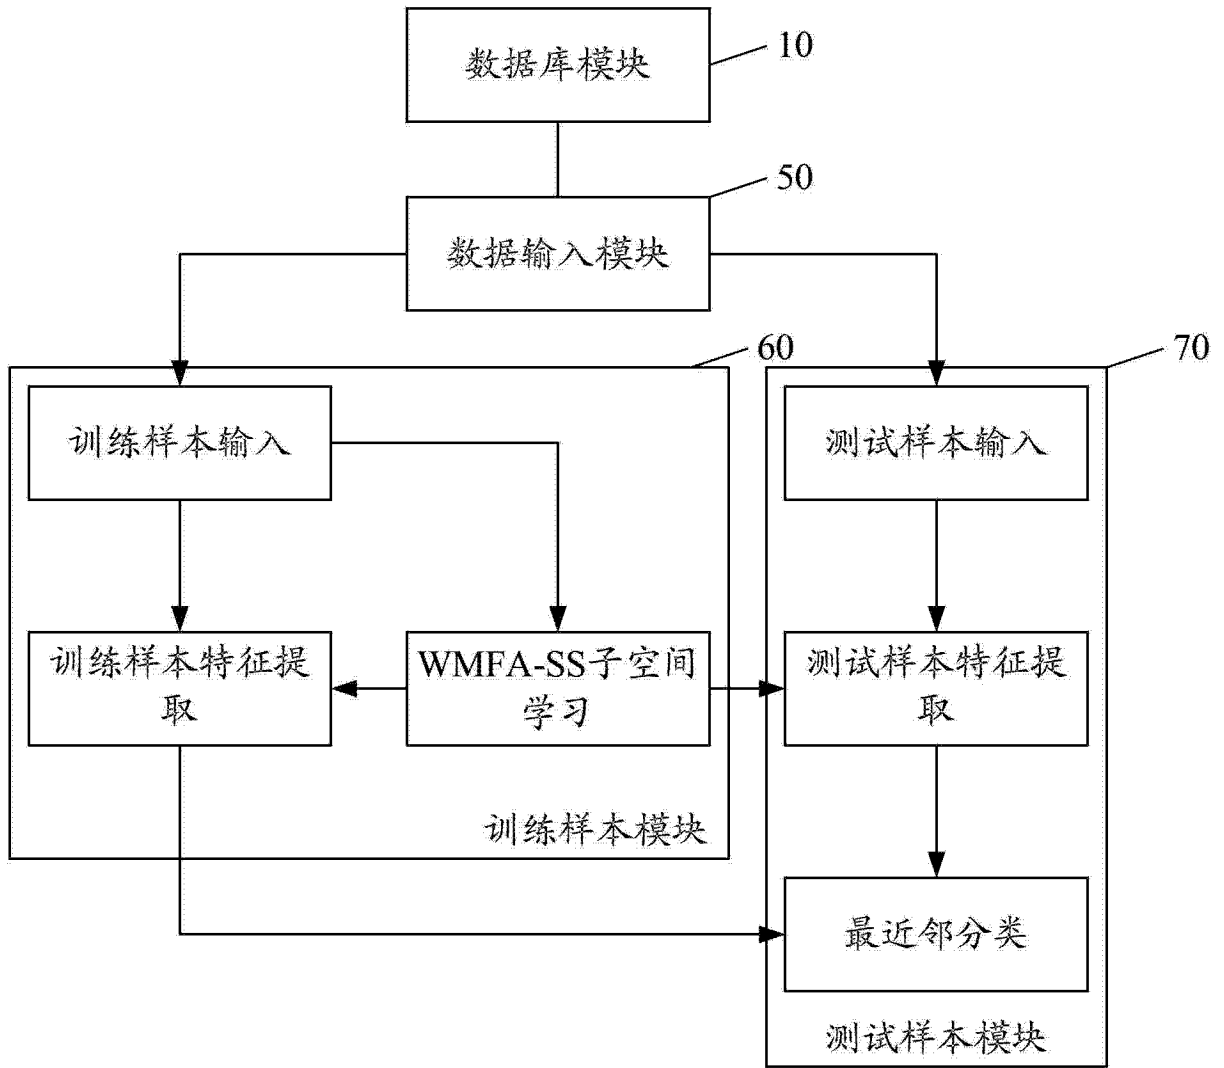 数据库模块
10
数据输入模块
50
60
70
训练样本输入
测试样本输入
训练样本特征提
取
WMFA-SS子空间
学习
测试样本特征提
取
训练样本模块
最近邻分类
测试样本模块